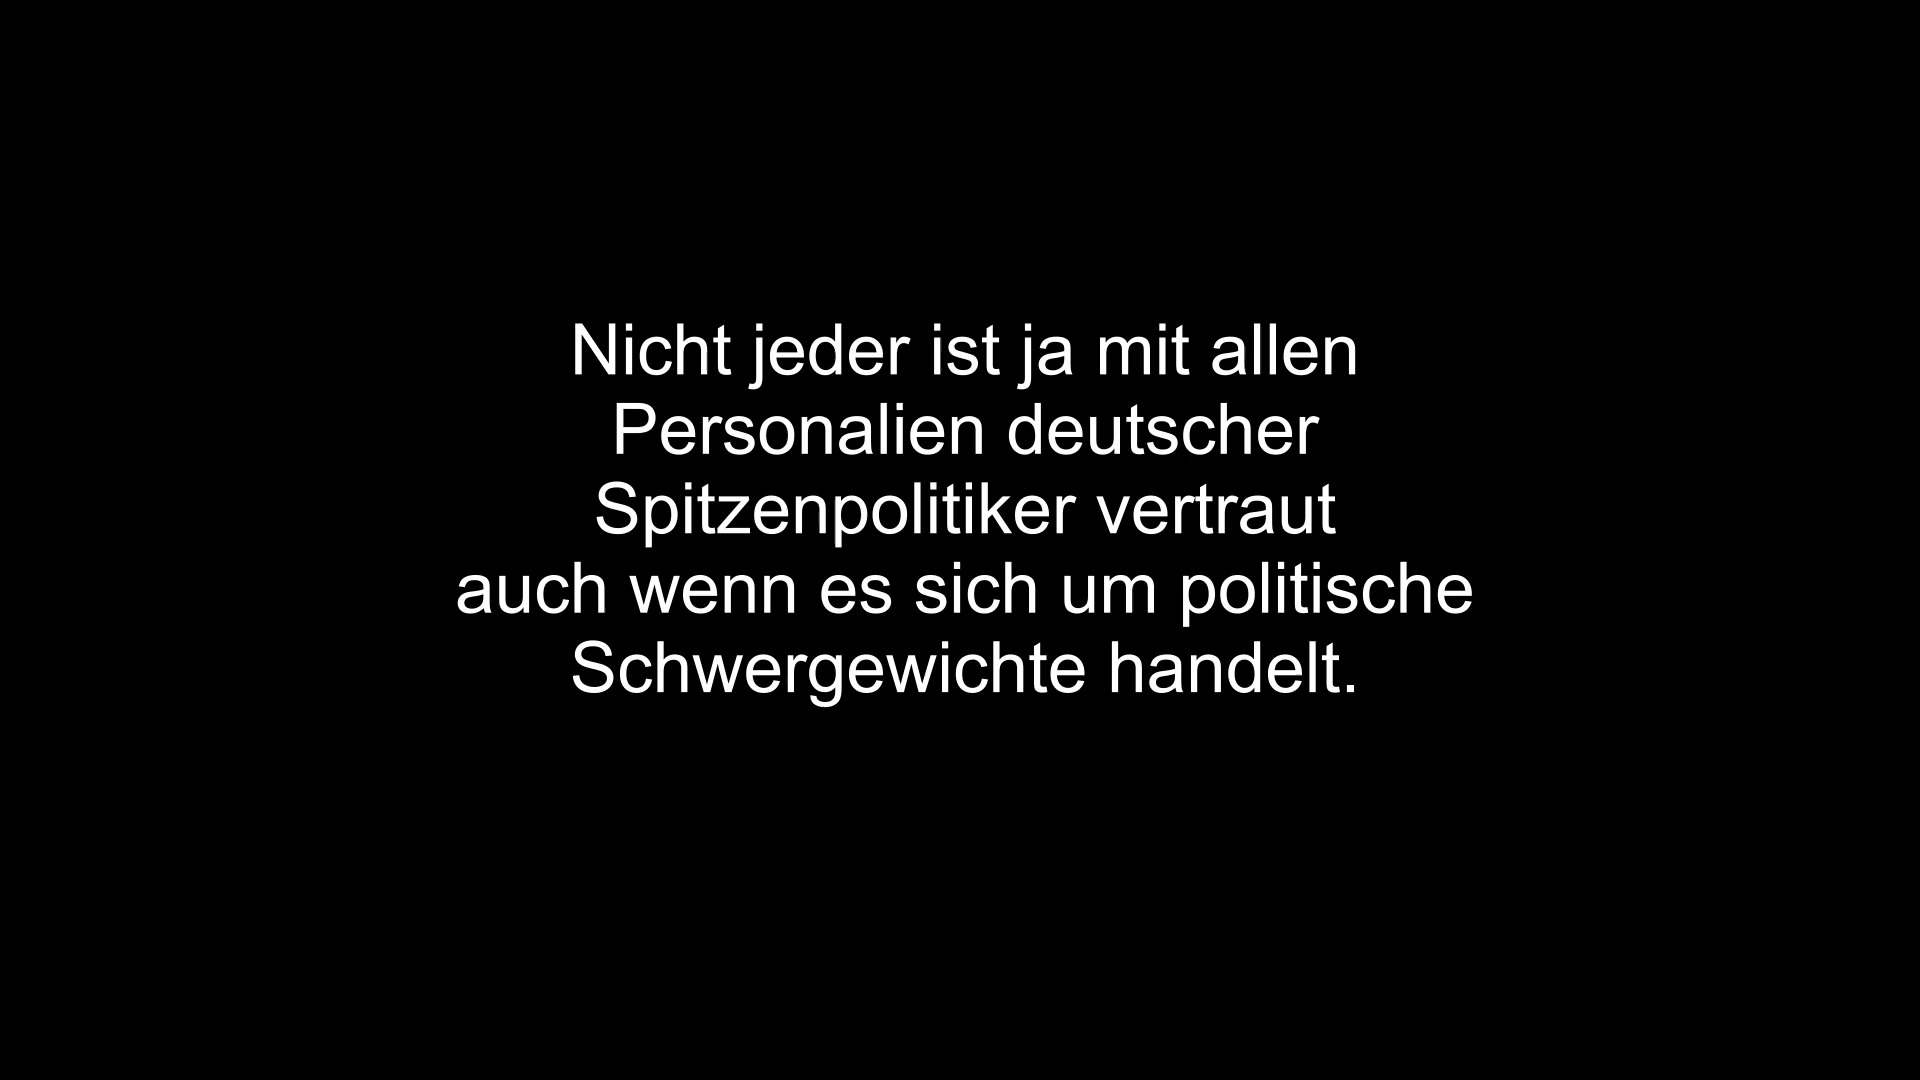 Nicht jeder ist ja mit allen
Personalien deutscher
Spitzenpolitiker vertraut
auch wenn es sich um politische
Schwergewichte handelt.